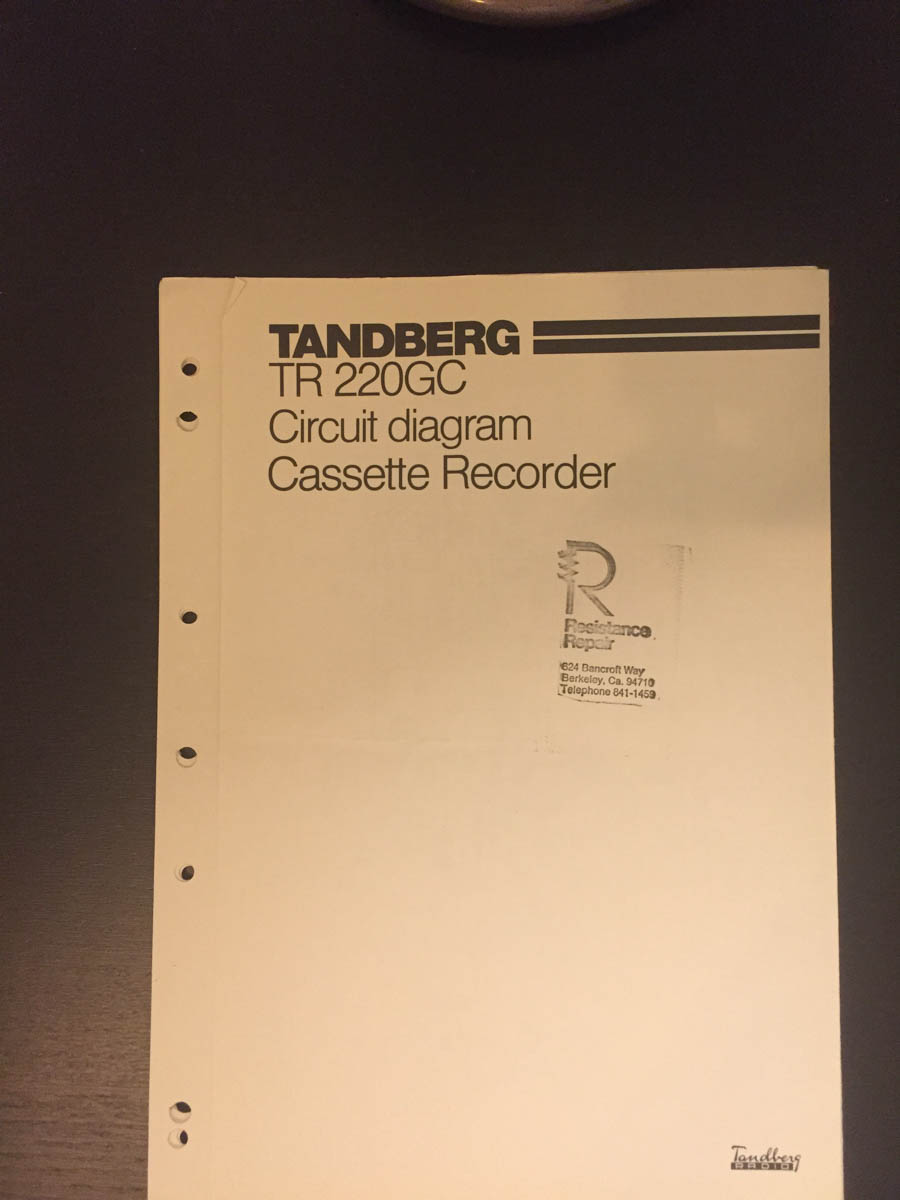 TANDBERG
TR 220GC
Circuit diagram
Cassette Recorder
R
Resistance
Repair
624 Bancroft Way
Berkeley, Ca. 94710
Telephone 841-1459
Tandberg
RADIO